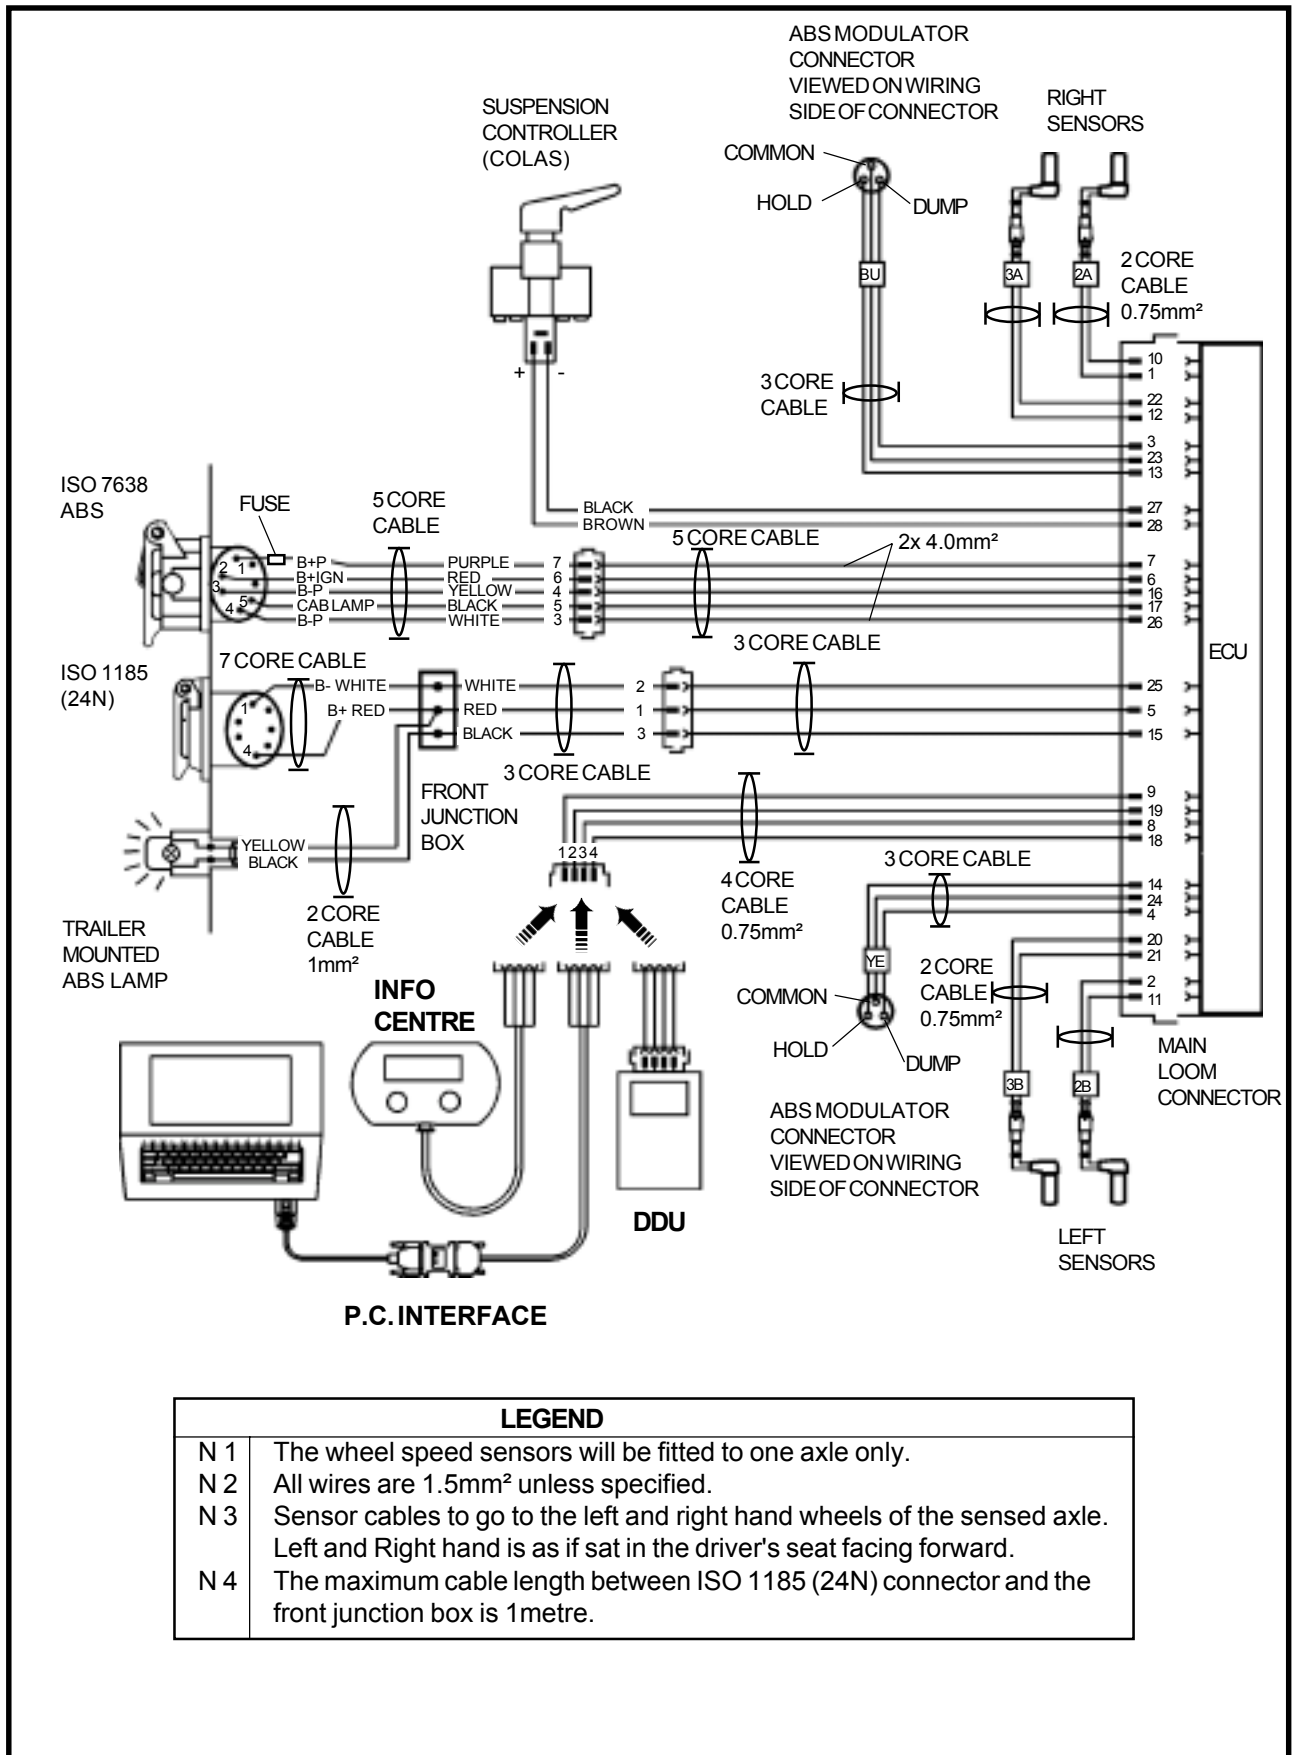 ABS MODULATOR
CONNECTOR
VIEWED ON WIRING
SIDE OF CONNECTOR
RIGHT
SENSORS
SUSPENSION
CONTROLLER
(COLAS)
COMMON
HOLD
DUMP
BU
3A
2A
2 CORE
CABLE
0.75mm²
+
-
3 CORE
CABLE
10
1
22
12
3
23
13
27
28
BLACK
BROWN
ISO 7638
ABS
FUSE
5 CORE
CABLE
5 CORE CABLE
2x 4.0mm²
2
1
3
5
4
B+P
B+IGN
B-P
CAB LAMP
B-P
PURPLE
RED
YELLOW
BLACK
WHITE
7
6
4
5
3
7
6
16
17
26
ECU
ISO 1185
(24N)
7 CORE CABLE
3 CORE CABLE
1
4
B- WHITE
B+ RED
WHITE
RED
BLACK
2
1
3
25
5
15
3 CORE CABLE
FRONT
JUNCTION
BOX
YELLOW
BLACK
2 CORE
CABLE
1mm²
TRAILER
MOUNTED
ABS LAMP
1 2 3 4
4 CORE
CABLE
0.75mm²
9
19
8
18
3 CORE CABLE
14
24
4
20
21
2
11
YE
COMMON
HOLD
DUMP
2 CORE
CABLE
0.75mm²
3B
2B
MAIN
LOOM
CONNECTOR
ABS MODULATOR
CONNECTOR
VIEWED ON WIRING
SIDE OF CONNECTOR
LEFT
SENSORS
INFO
CENTRE
DDU
P.C. INTERFACE
LEGEND
N 1 The wheel speed sensors will be fitted to one axle only.
N 2 All wires are 1.5mm² unless specified.
N 3 Sensor cables to go to the left and right hand wheels of the sensed axle.
Left and Right hand is as if sat in the driver's seat facing forward.
N 4 The maximum cable length between ISO 1185 (24N) connector and the
front junction box is 1metre.